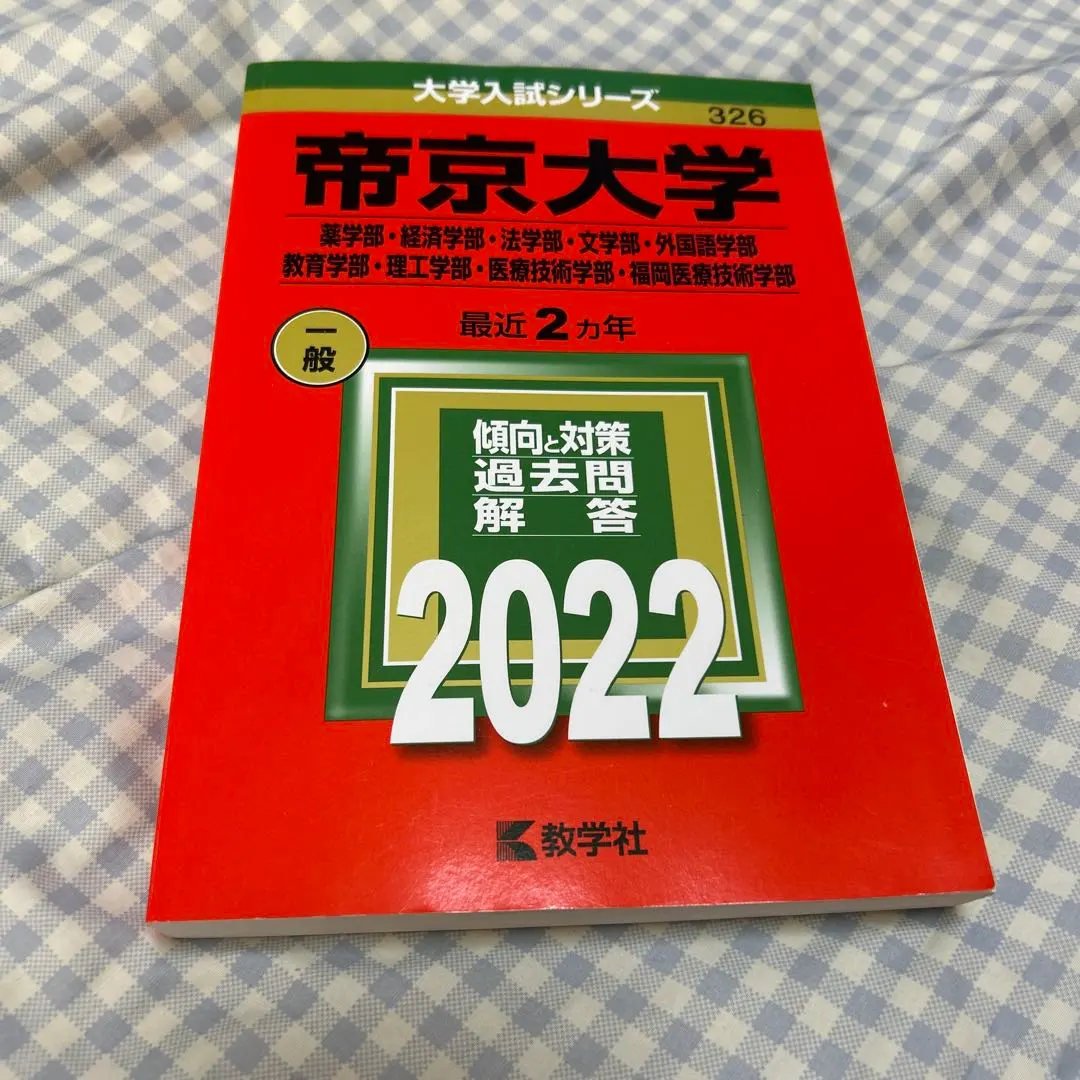 大学入試シリーズ
326
帝京大学
薬学部・経済学部・法学部・文学部・外国語学部
教育学部・理工学部・医療技術学部・福岡医療技術学部
最近2カ年
一般
傾向と対策
過去問
解答
2022
教学社